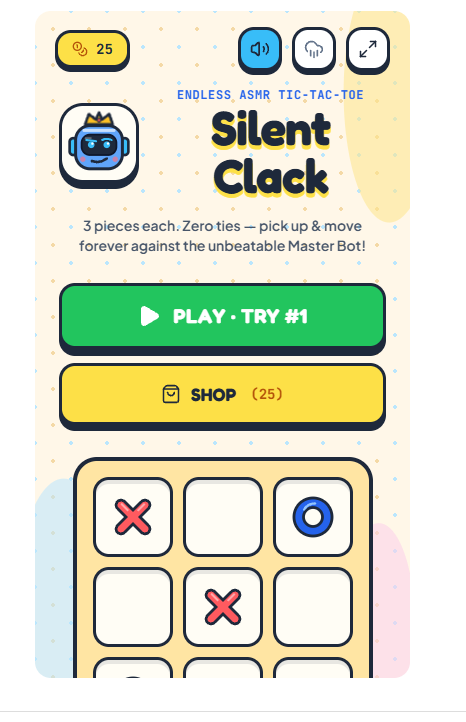 25
ENDLESS ASMR TIC-TAC-TOE
Silent
Clack
3 pieces each. Zero ties — pick up & move
forever against the unbeatable Master Bot!
PLAY · TRY #1
SHOP (25)